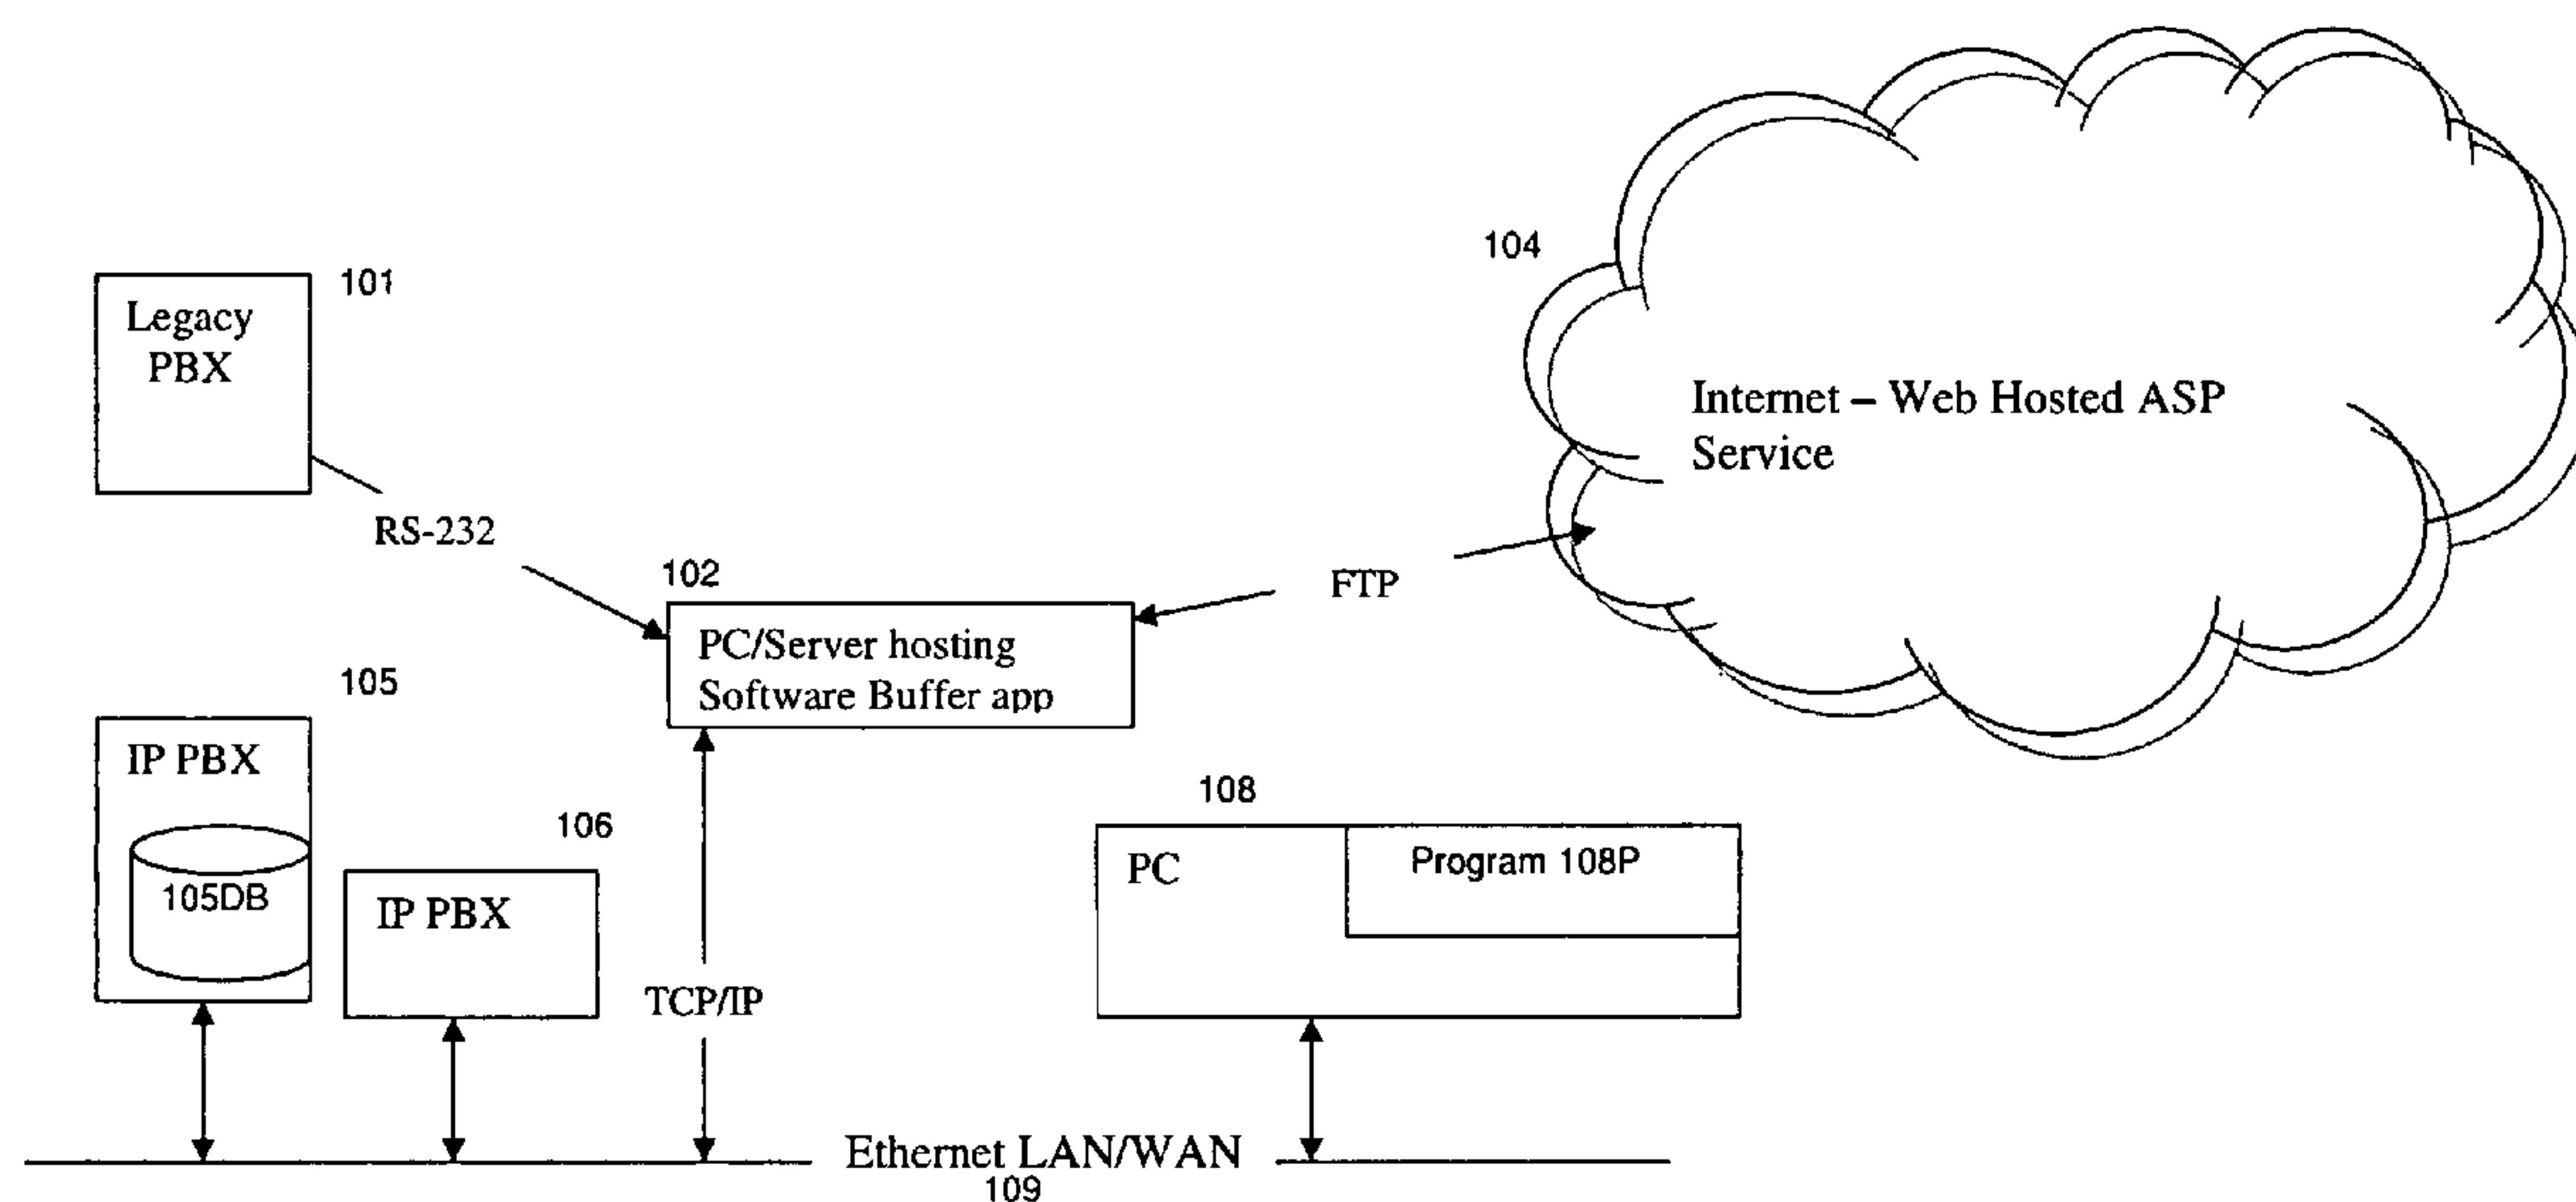 104
101
Legacy
PBX
Internet – Web Hosted ASP
Service
RS-232
102
FTP
PC/Server hosting
Software Buffer app
105
IP PBX
108
106
PC
Program 108P
105DB
IP PBX
TCP/IP
Ethernet LAN/WAN
109